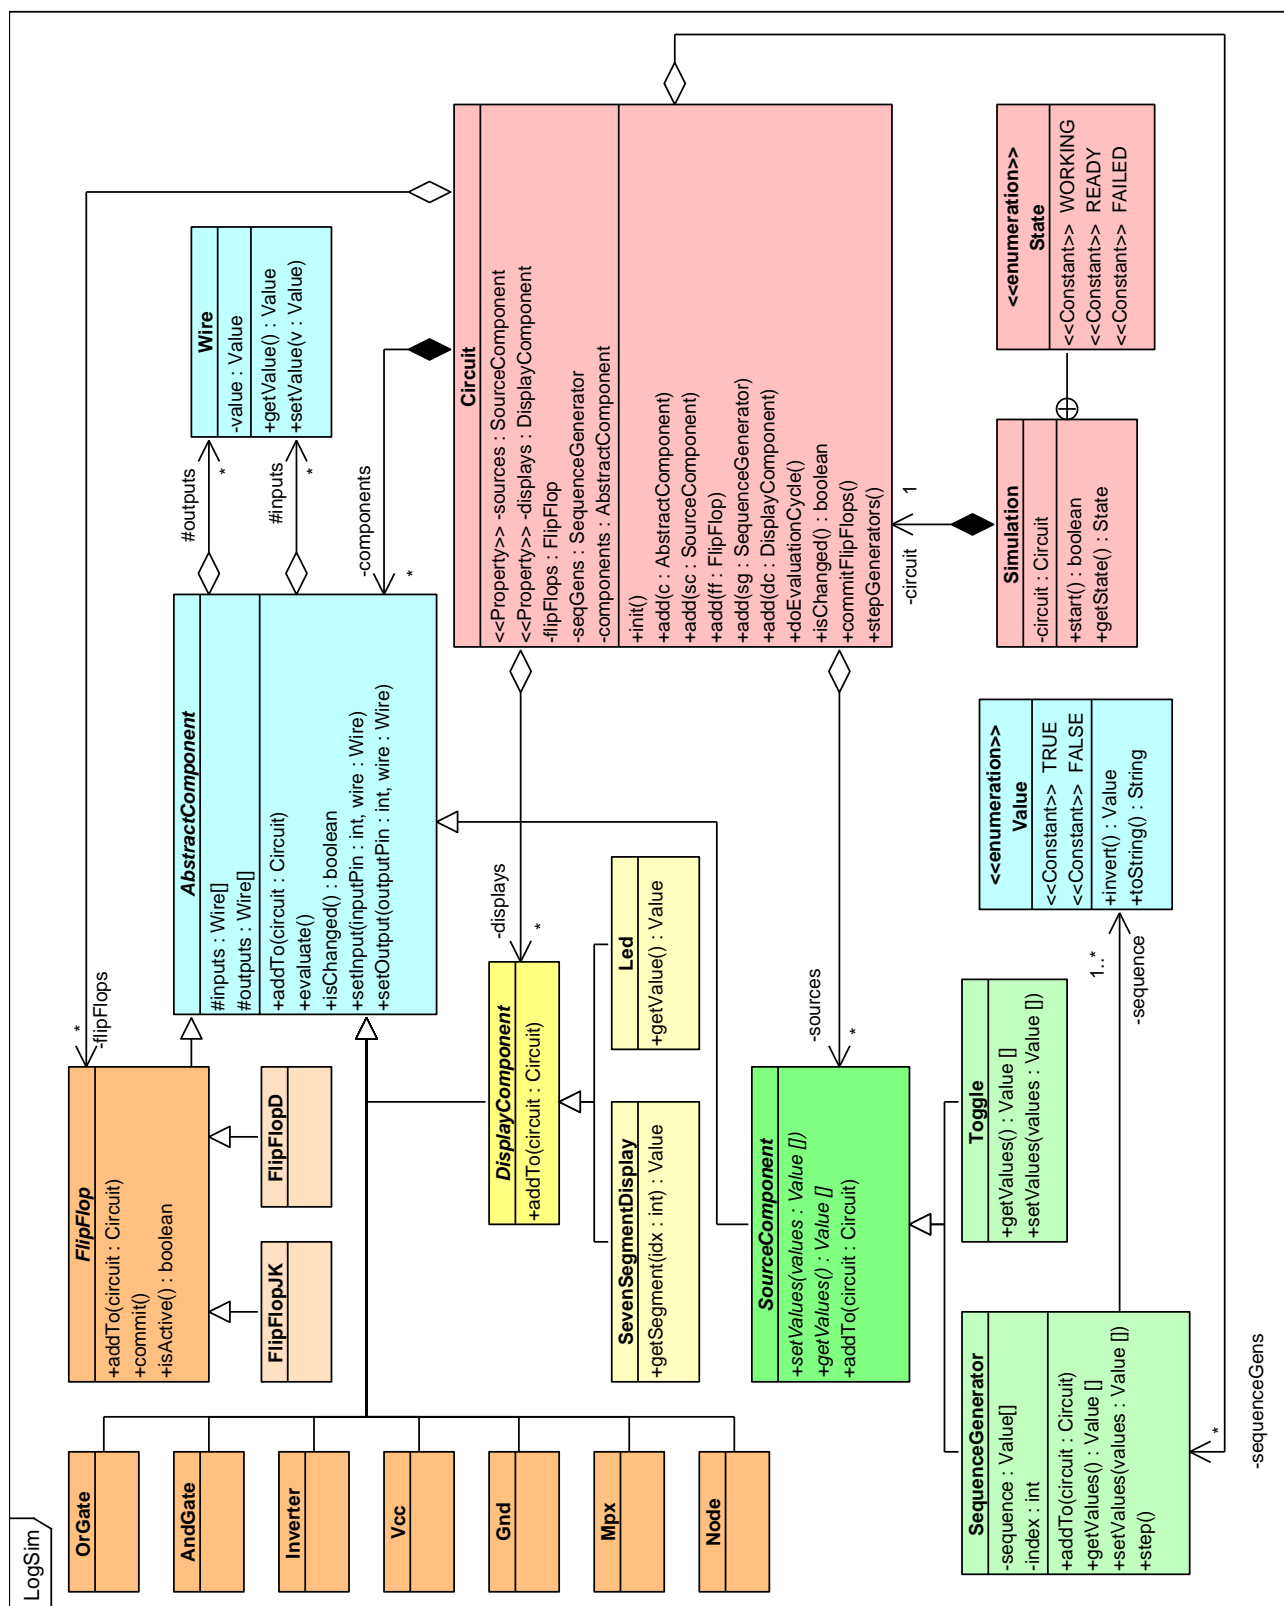 LogSim
OrGate
AndGate
Inverter
Vcc
Gnd
Mpx
Node
FlipFlop
+addTo(circuit : Circuit)
+commit()
+isActive() : boolean
FlipFlopJK
FlipFlopD
*
-flipFlops
AbstractComponent
#inputs : Wire[]
#outputs : Wire[]
+addTo(circuit : Circuit)
+evaluate()
+isChanged() : boolean
+setInput(inputPin : int, wire : Wire)
+setOutput(outputPin : int, wire : Wire)
#outputs
*
#inputs
*
Wire
-value : Value
+getValue() : Value
+setValue(v : Value)
-components
*
DisplayComponent
+addTo(circuit : Circuit)
-displays
*
SevenSegmentDisplay
+getSegment(idx : int) : Value
Led
+getValue() : Value
Circuit
<<Property>> -sources : SourceComponent
<<Property>> -displays : DisplayComponent
-flipFlops : FlipFlop
-seqGens : SequenceGenerator
-components : AbstractComponent
+init()
+add(c : AbstractComponent)
+add(sc : SourceComponent)
+add(ff : FlipFlop)
+add(sg : SequenceGenerator)
+add(dc : DisplayComponent)
+doEvaluationCycle()
+isChanged() : boolean
+commitFlipFlops()
+stepGenerators()
SourceComponent
+setValues(values : Value [])
+getValues() : Value []
+addTo(circuit : Circuit)
-sources
*
-circuit
1
SequenceGenerator
-sequence : Value[]
-index : int
+addTo(circuit : Circuit)
+getValues() : Value []
+setValues(values : Value [])
+step()
Toggle
+getValues() : Value []
+setValues(values : Value [])
<<enumeration>>
Value
<<Constant>> TRUE
<<Constant>> FALSE
+invert() : Value
+toString() : String
1..*
-sequence
Simulation
-circuit : Circuit
+start() : boolean
+getState() : State
<<enumeration>>
State
<<Constant>> WORKING
<<Constant>> READY
<<Constant>> FAILED
*
-sequenceGens